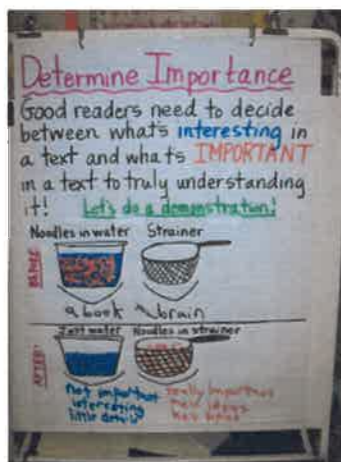 Determine Importance
Good readers need to decide
between what's interesting in
a text and what's IMPORTANT
in a text to truly understanding
it! Let's do a demonstration!
Noodles in water Strainer
BEFORE
a book brain
Just water Noodles in strainer
AFTER
not important really important
interesting main ideas
little details